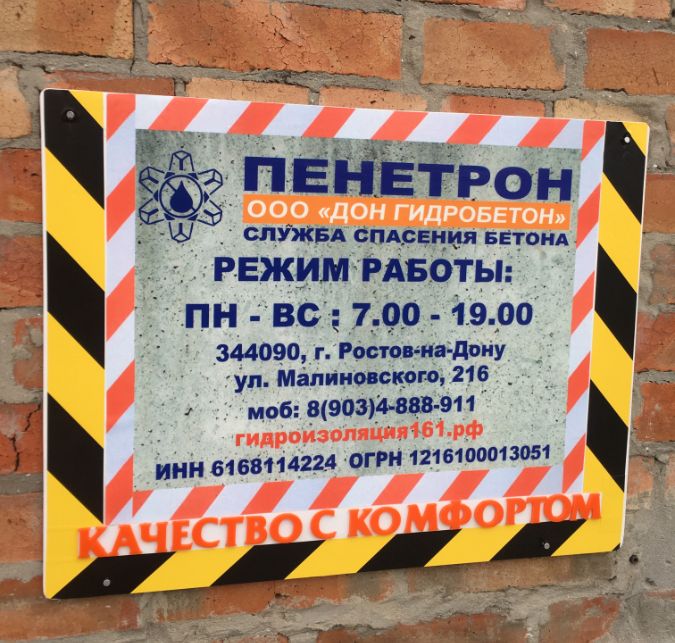 ПЕНЕТРОН
ООО «ДОН ГИДРОБЕТОН»
СЛУЖБА СПАСЕНИЯ БЕТОНА
РЕЖИМ РАБОТЫ:
ПН - ВС : 7.00 - 19.00
344090, г. Ростов-на-Дону
ул. Малиновского, 216
моб: 8(903)4-888-911
гидроизоляция161.рф
ИНН 6168114224 ОГРН 1216100013051
КАЧЕСТВО С КОМФОРТОМ